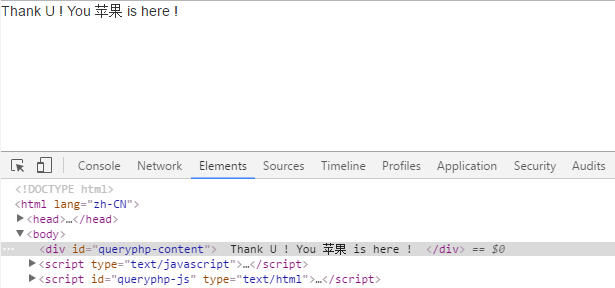 Thank U ! You 苹果 is here !
Console Network Elements Sources Timeline Profiles Application Security Audits
<!DOCTYPE html>
<html lang="zh-CN">
▶<head>…</head>
▼<body>
… <div id="queryphp-content"> Thank U ! You 苹果 is here ! </div> == $0
▶<script type="text/javascript">…</script>
▶<script id="queryphp-js" type="text/html">…</script>